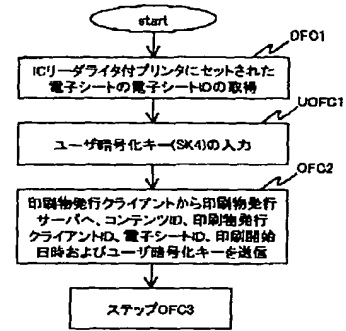 start
OFC1
ICリーダライタ付プリンタにセットされた
電子シートの電子シートIDの取得
UOFC1
ユーザ暗号化キー(SK4)の入力
OFC2
印刷物発行クライアントから印刷物発行
サーバへ、コンテンツID、印刷物発行
クライアントID、電子シートID、印刷開始
日時およびユーザ暗号化キーを送信
ステップOFC3